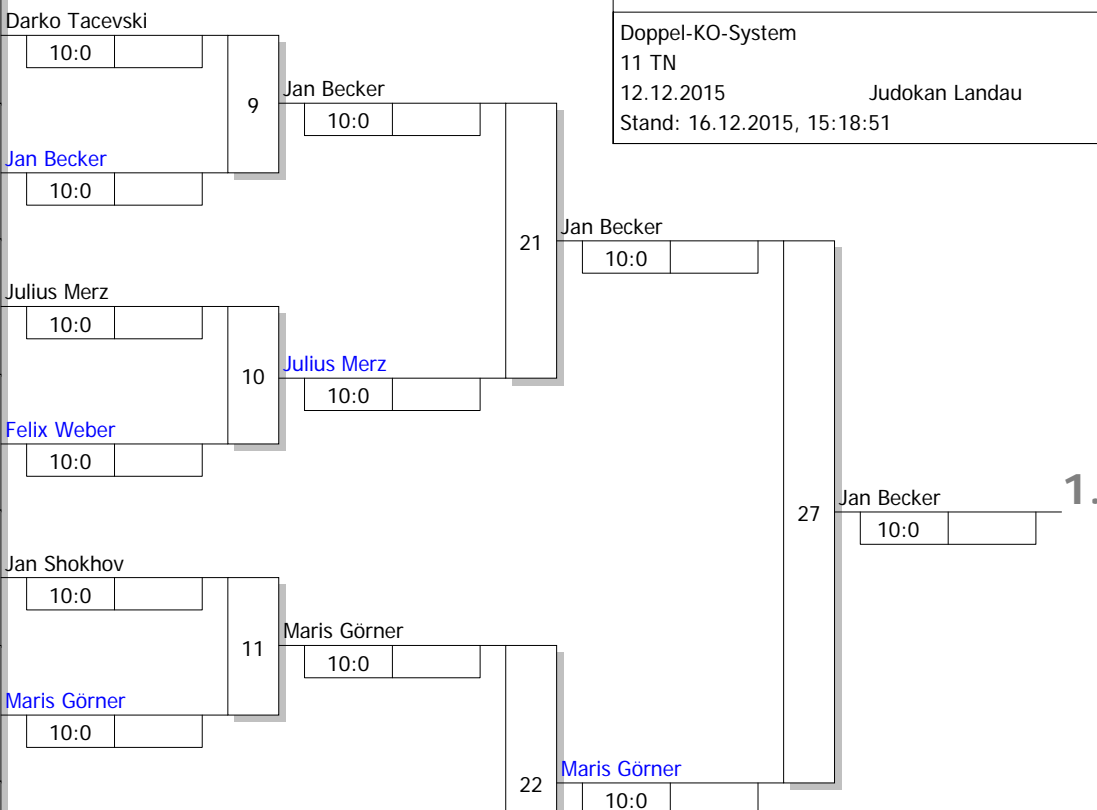 Darko Tacevski
10:0
Doppel-KO-System
11 TN
12.12.2015 Judokan Landau
Stand: 16.12.2015, 15:18:51
9
Jan Becker
10:0
Jan Becker
10:0
21
Jan Becker
10:0
Julius Merz
10:0
10
Julius Merz
10:0
Felix Weber
10:0
27
Jan Becker
10:0
1.
Jan Shokhov
10:0
11
Maris Görner
10:0
Maris Görner
10:0
22
Maris Görner
10:0